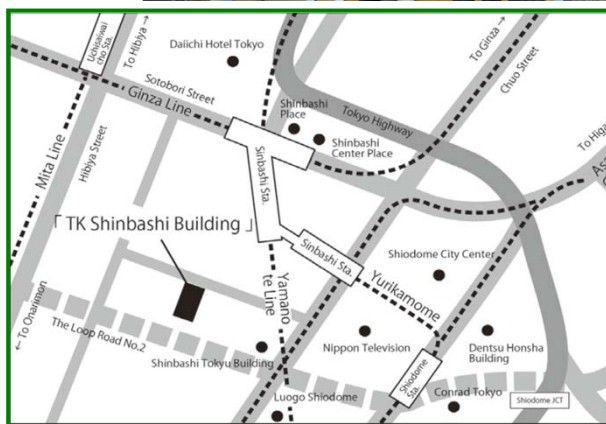 Uchisaiwai
cho Sta.
To Hibiya →
Daiichi Hotel Tokyo
To Ginza →
Chuo Street
Sotobori Street
Ginza Line
Shinbashi
Place
Tokyo Highway
Shinbashi
Center Place
Mita Line
Hibiya Street
Sinbashi Sta.
「 TK Shinbashi Building 」
Sinbashi Sta.
Shiodome City Center
Yamano
te Line
Yurikamome
← To Onarimon
The Loop Road No.2
Shinbashi Tokyu Building
Nippon Television
Dentsu Honsha
Building
Shiodome
Sta.
Luogo Shiodome
Conrad Tokyo
Shiodome JCT